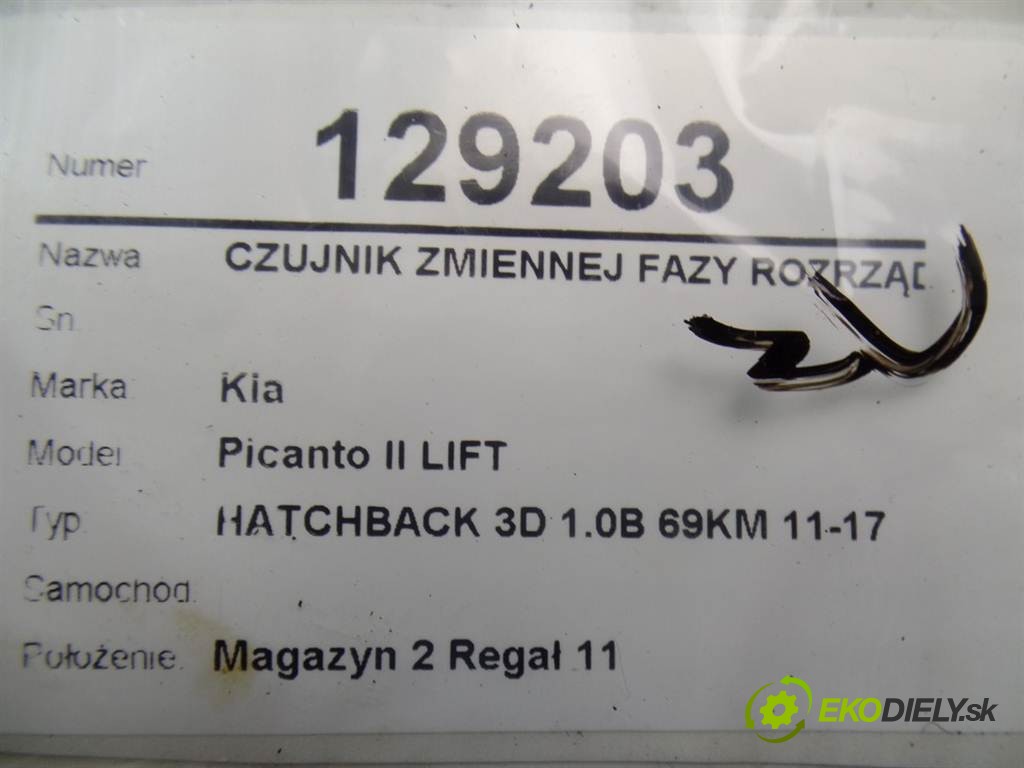 Numer 129203
Nazwa CZUJNIK ZMIENNEJ FAZY ROZRZĄD.
Sn.
Marka Kia
Model Picanto II LIFT
Typ HATCHBACK 3D 1.0B 69KM 11-17
Samochod.
Położenie. Magazyn 2 Regał 11
EKODIELY.sk